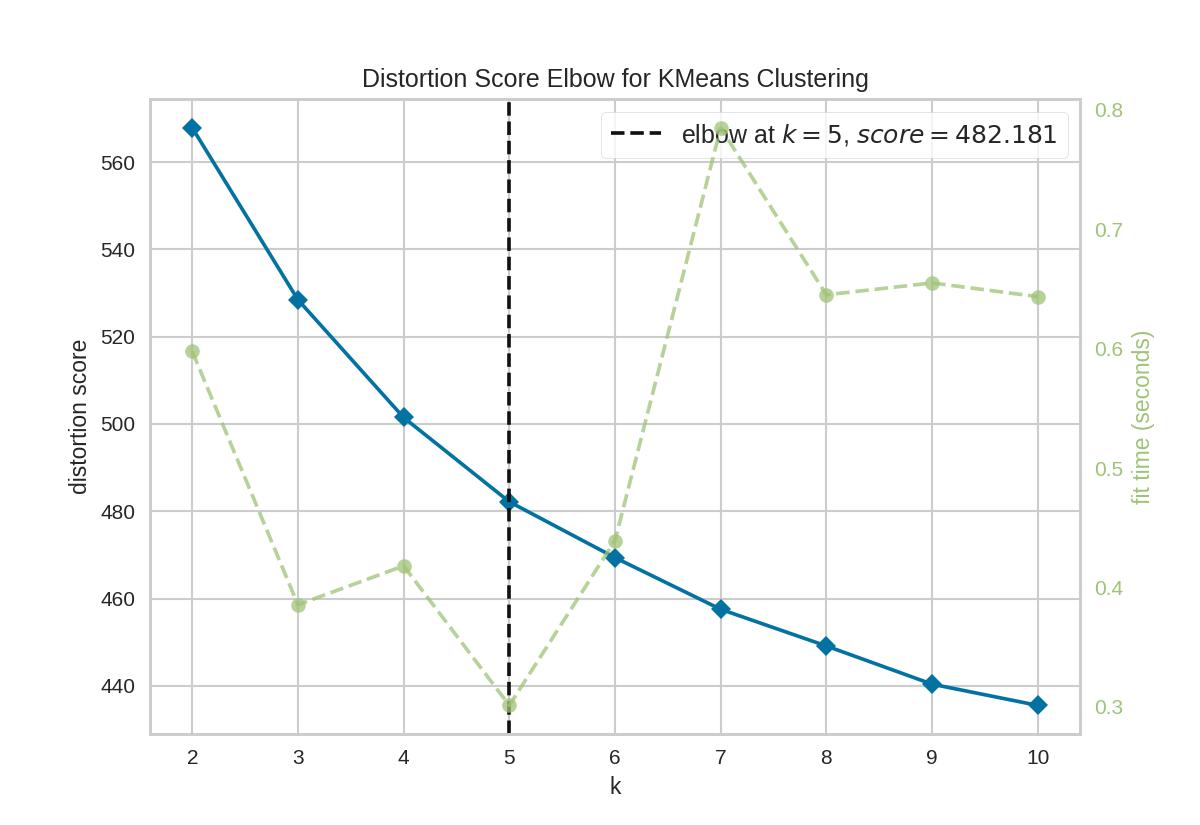 Distortion Score Elbow for KMeans Clustering
elbow at k = 5, score = 482.181
560
540
520
500
480
460
440
distortion score
0.8
0.7
0.6
0.5
0.4
0.3
fit time (seconds)
2 3 4 5 6 7 8 9 10
k